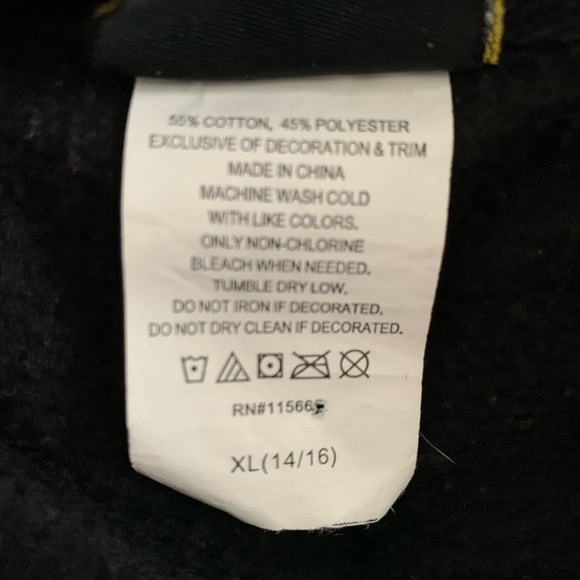 55% COTTON, 45% POLYESTER
EXCLUSIVE OF DECORATION & TRIM
MADE IN CHINA
MACHINE WASH COLD
WITH LIKE COLORS.
ONLY NON-CHLORINE
BLEACH WHEN NEEDED.
TUMBLE DRY LOW.
DO NOT IRON IF DECORATED.
DO NOT DRY CLEAN IF DECORATED.
XL(14/16)